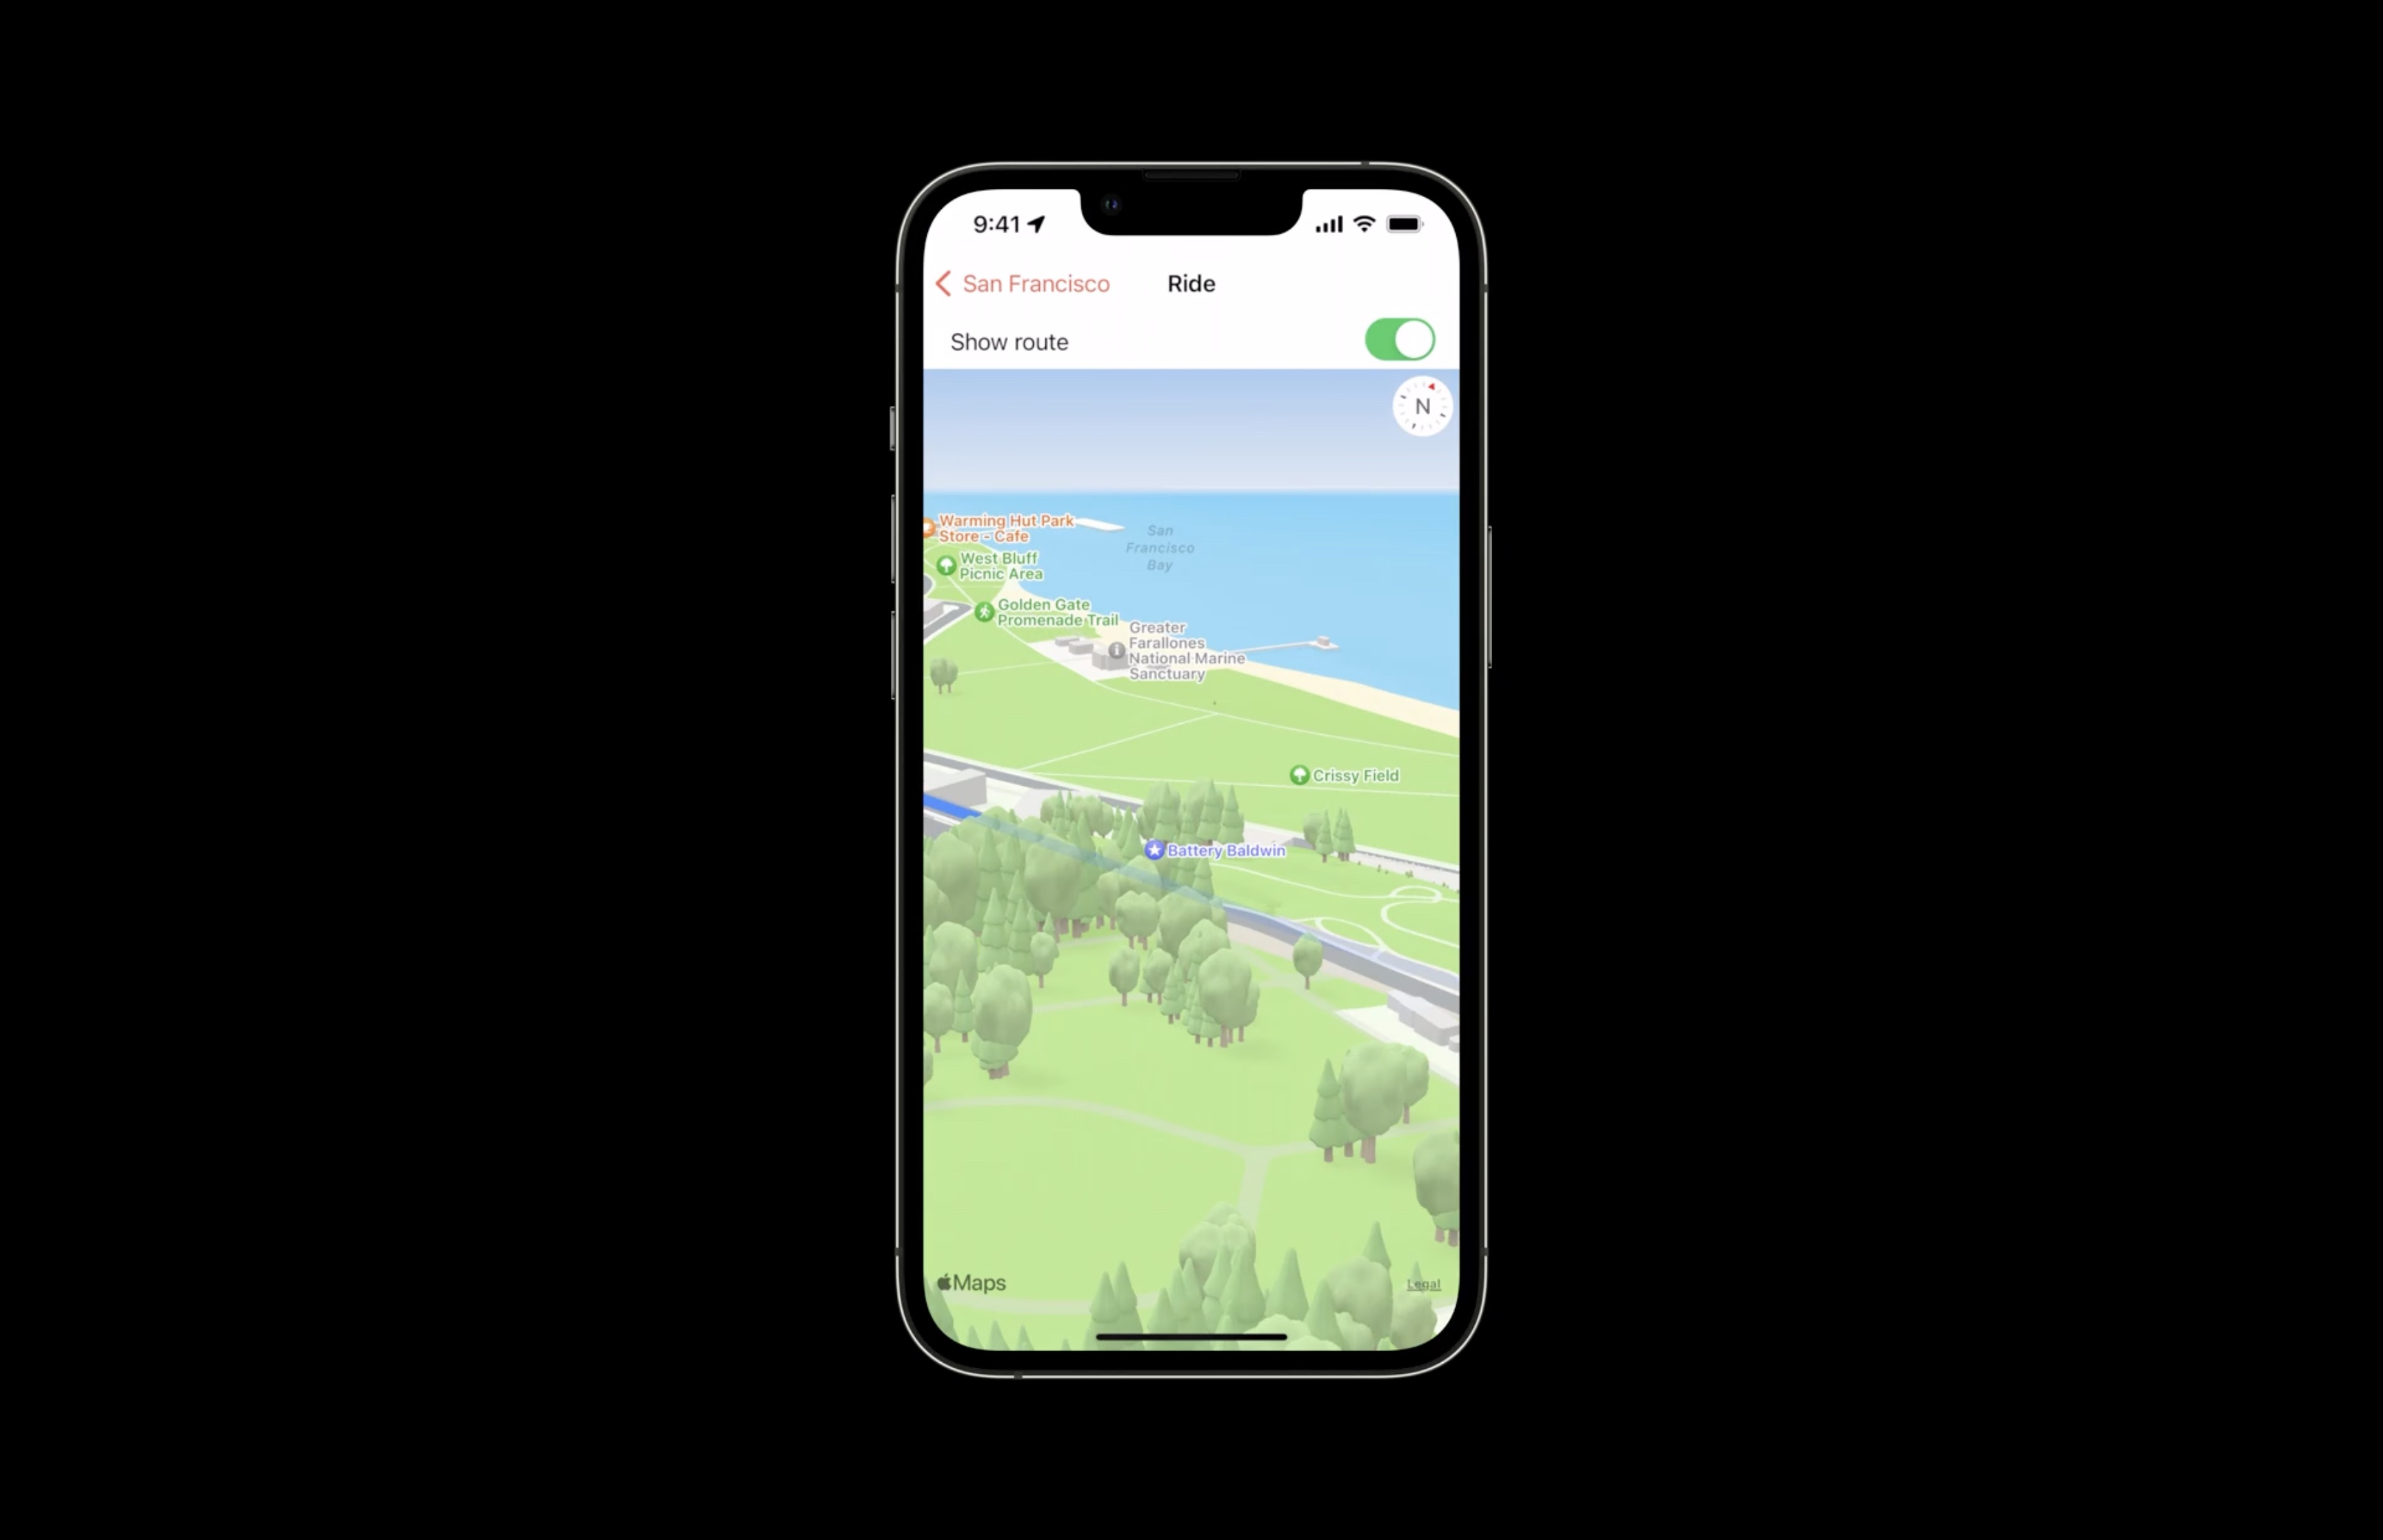 9:41
San Francisco
Ride
Show route
N
Warming Hut Park
Store - Cafe
San
Francisco
Bay
West Bluff
Picnic Area
Golden Gate
Promenade Trail
Greater
Farallones
National Marine
Sanctuary
Crissy Field
Battery Baldwin
Maps
Legal